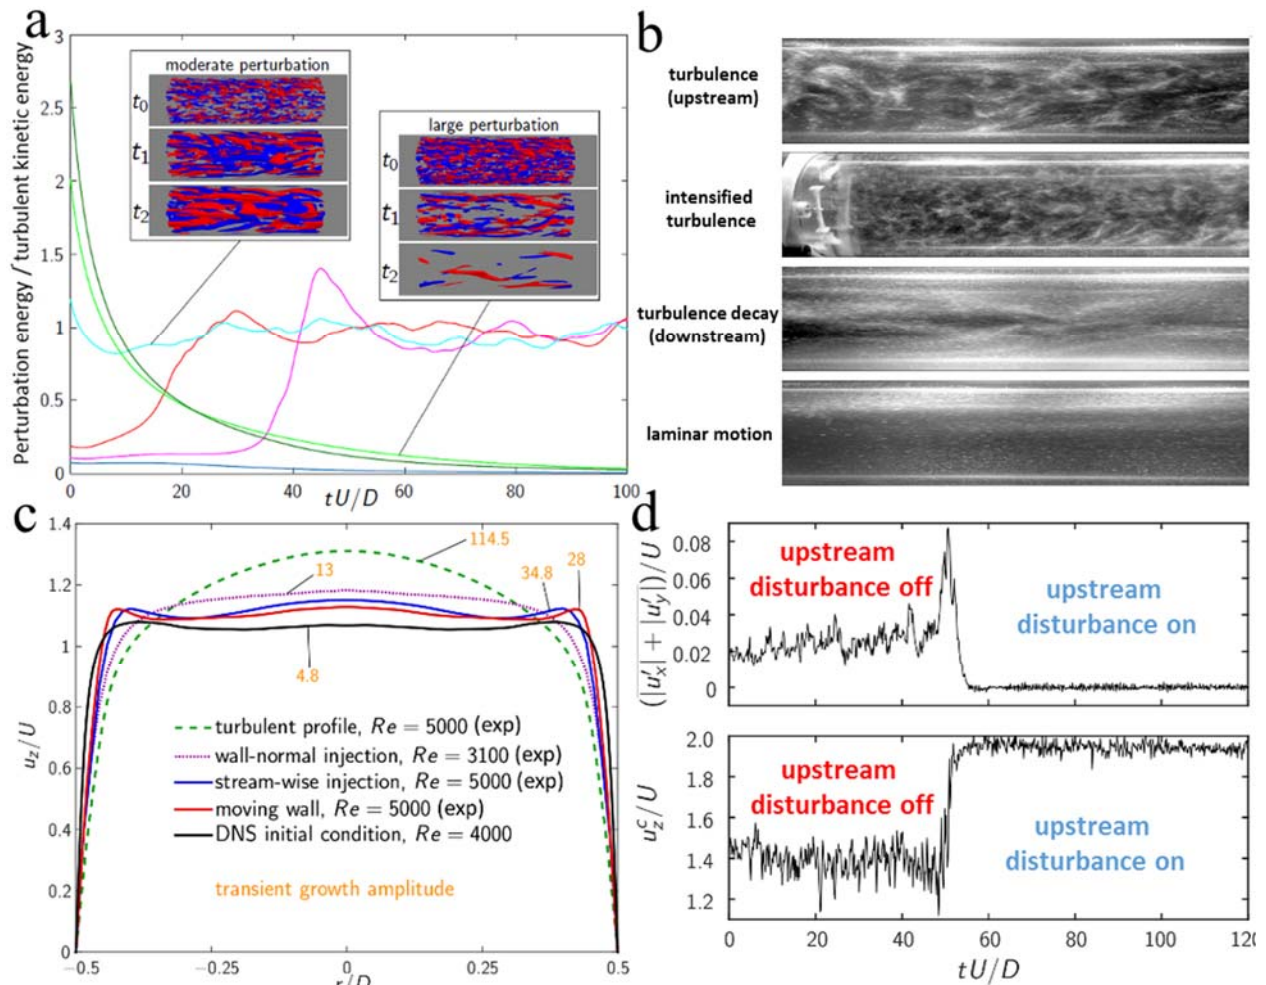 a
Perturbation energy / turbulent kinetic energy
3
2.5
2
1.5
1
0.5
0
moderate perturbation
t0
t1
t2
large perturbation
t0
t1
t2
0 20 40 60 80 100
tU/D
b
turbulence
(upstream)
intensified
turbulence
turbulence decay
(downstream)
laminar motion
c
u_z/U
1.4
1.2
1
0.8
0.6
0.4
0.2
0
114.5
13
34.8
28
4.8
turbulent profile, Re = 5000 (exp)
wall-normal injection, Re = 3100 (exp)
stream-wise injection, Re = 5000 (exp)
moving wall, Re = 5000 (exp)
DNS initial condition, Re = 4000
transient growth amplitude
−0.5 −0.25 0 0.25 0.5
r/D
d
(|u′x| + |u′y|)/U
0.08
0.06
0.04
0.02
0
upstream
disturbance off
upstream
disturbance on
u_z^c/U
2.0
1.8
1.6
1.4
1.2
upstream
disturbance off
upstream
disturbance on
0 20 40 60 80 100 120
tU/D